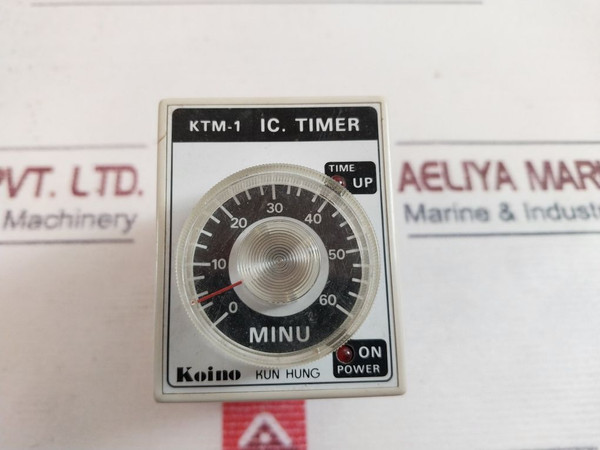 KTM-1 IC. TIMER
TIME
UP
0 10 20 30 40 50 60
MINU
ON
POWER
Koino KUN HUNG
PVT. LTD.
Machinery
AELIYA MAR
Marine & Indust